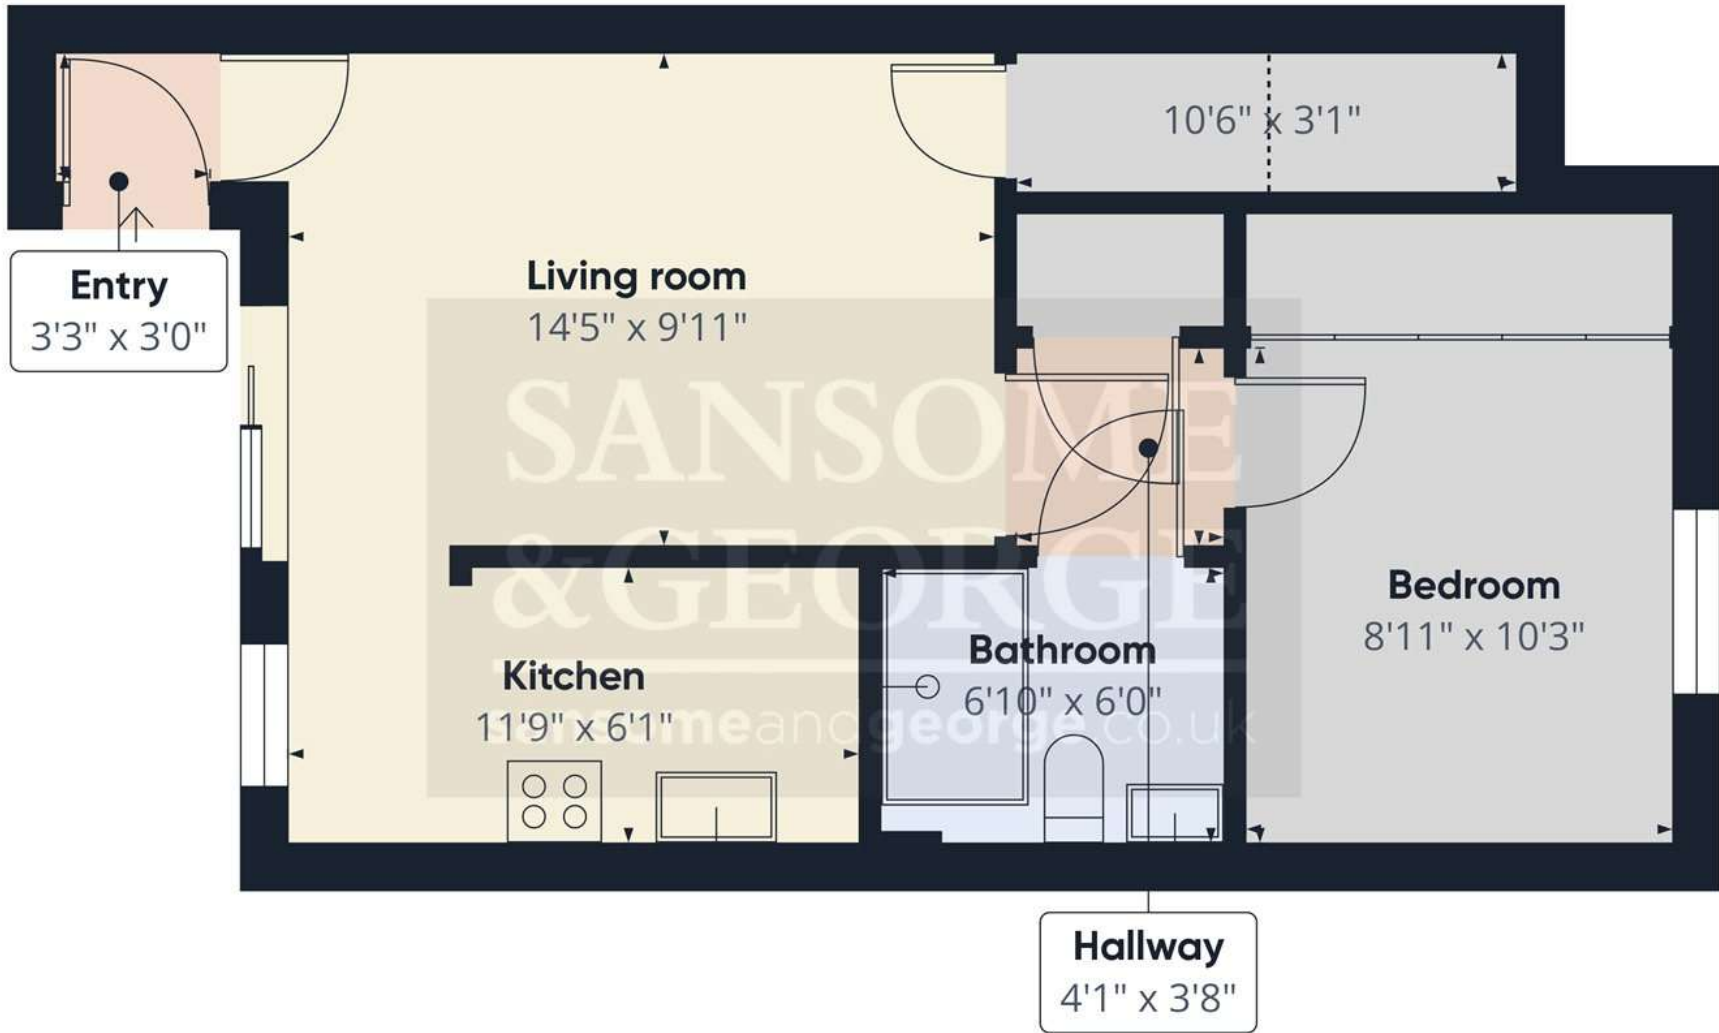 10'6" x 3'1"
Entry
3'3" x 3'0"
Living room
14'5" x 9'11"
SANSOME
&GEORGE
Bedroom
8'11" x 10'3"
Bathroom
6'10" x 6'0"
Kitchen
11'9" x 6'1"
sansomeandgeorge.co.uk
Hallway
4'1" x 3'8"